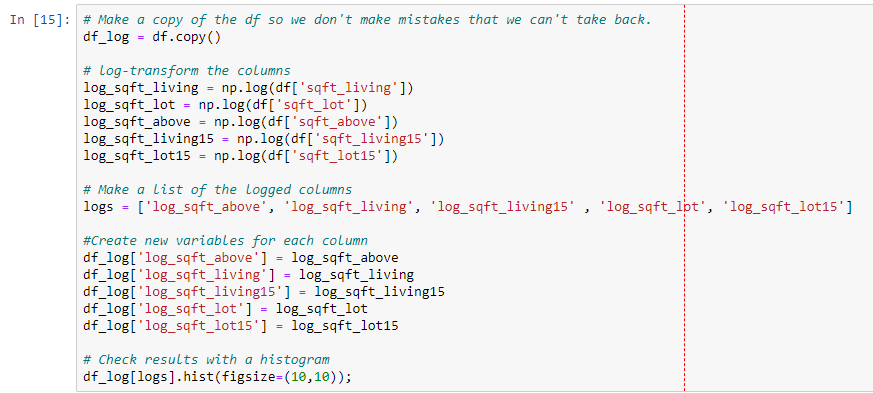 In [15]: # Make a copy of the df so we don't make mistakes that we can't take back.
df_log = df.copy()
# log-transform the columns
log_sqft_living = np.log(df['sqft_living'])
log_sqft_lot = np.log(df['sqft_lot'])
log_sqft_above = np.log(df['sqft_above'])
log_sqft_living15 = np.log(df['sqft_living15'])
log_sqft_lot15 = np.log(df['sqft_lot15'])
# Make a list of the logged columns
logs = ['log_sqft_above', 'log_sqft_living', 'log_sqft_living15' , 'log_sqft_lot', 'log_sqft_lot15']
#Create new variables for each column
df_log['log_sqft_above'] = log_sqft_above
df_log['log_sqft_living'] = log_sqft_living
df_log['log_sqft_living15'] = log_sqft_living15
df_log['log_sqft_lot'] = log_sqft_lot
df_log['log_sqft_lot15'] = log_sqft_lot15
# Check results with a histogram
df_log[logs].hist(figsize=(10,10));